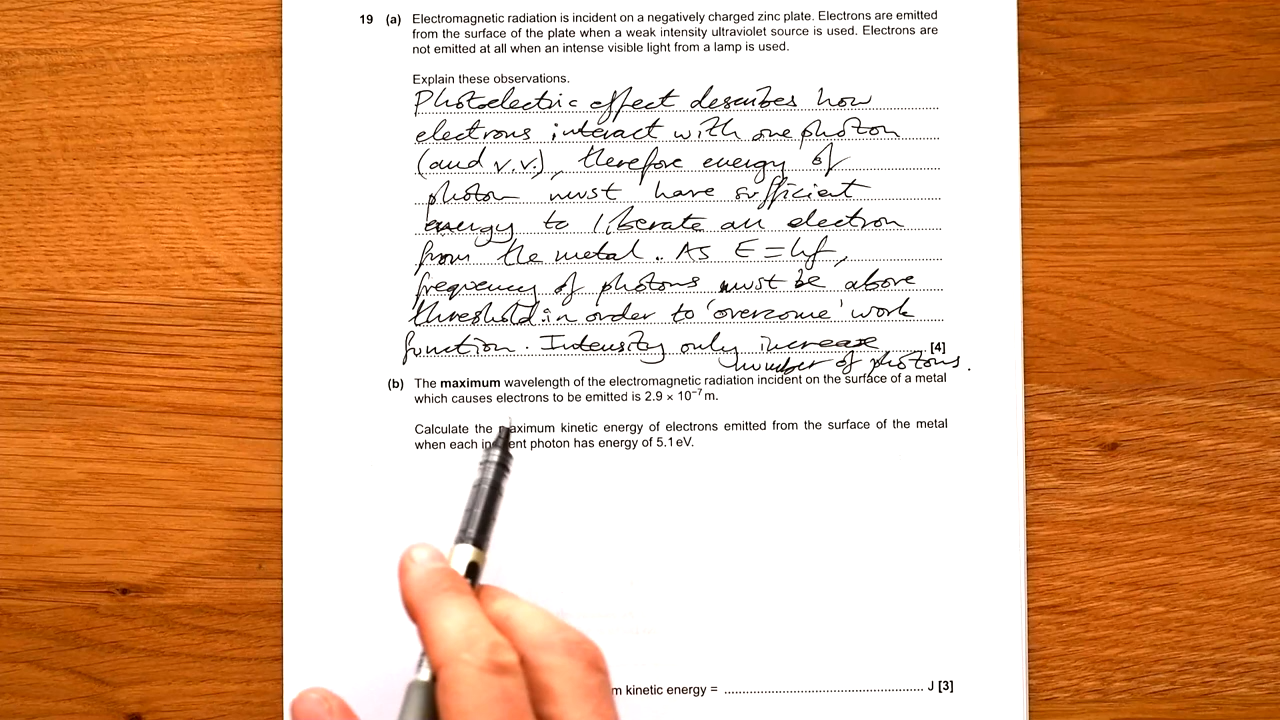 19 (a) Electromagnetic radiation is incident on a negatively charged zinc plate. Electrons are emitted
from the surface of the plate when a weak intensity ultraviolet source is used. Electrons are
not emitted at all when an intense visible light from a lamp is used.
Explain these observations.
Photoelectric effect describes how
electrons interact with one photon
(and v.v.), therefore energy of
photon must have sufficient
energy to liberate an electron
from the metal. As E = hf,
frequency of photons must be above
threshold in order to 'overcome' work
function. Intensity only increase [4]
number of photons.
(b) The maximum wavelength of the electromagnetic radiation incident on the surface of a metal
which causes electrons to be emitted is 2.9 × 10⁻⁷ m.
Calculate the maximum kinetic energy of electrons emitted from the surface of the metal
when each photon has energy of 5.1 eV.
kinetic energy = J [3]